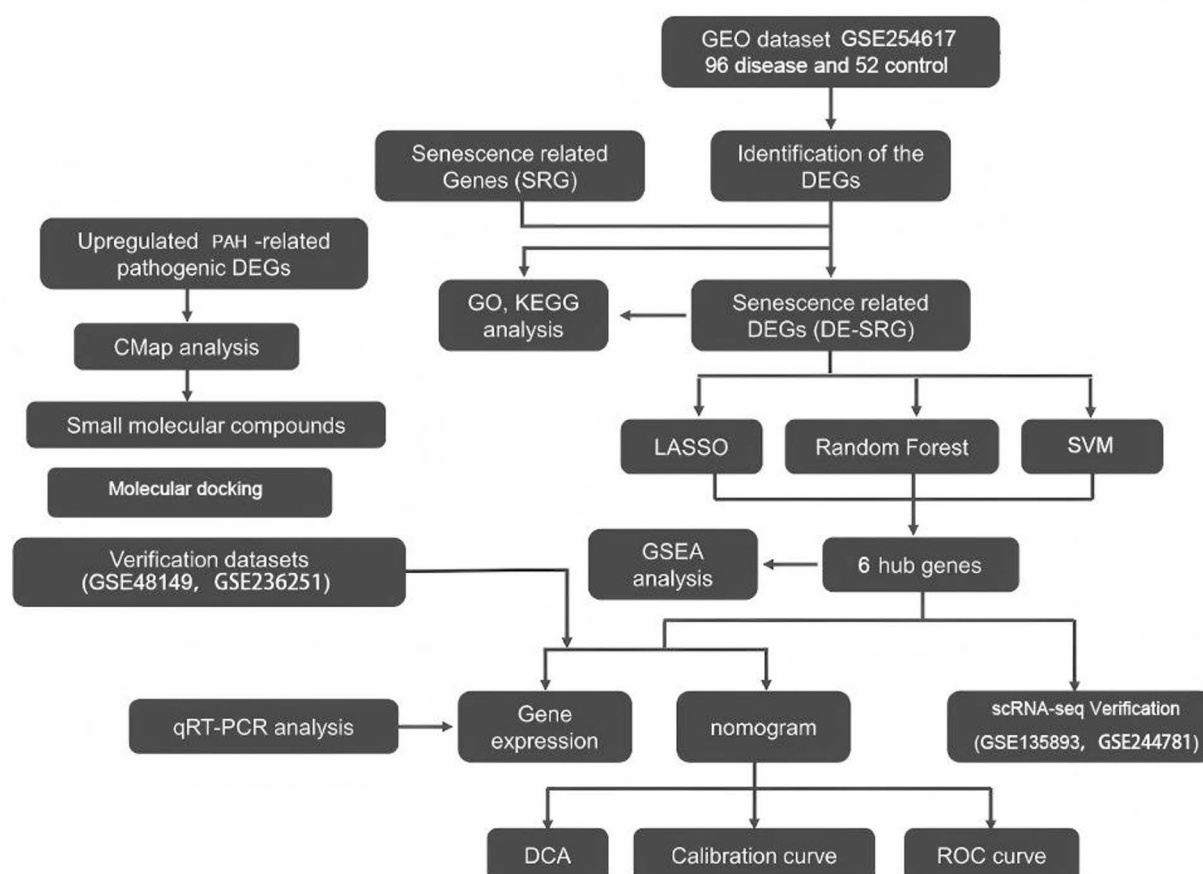 GEO dataset GSE254617
96 disease and 52 control
Senescence related
Genes (SRG)
Identification of the
DEGs
Upregulated PAH -related
pathogenic DEGs
GO, KEGG
analysis
Senescence related
DEGs (DE-SRG)
CMap analysis
Small molecular compounds
LASSO
Random Forest
SVM
Molecular docking
Verification datasets
(GSE48149, GSE236251)
GSEA
analysis
6 hub genes
qRT-PCR analysis
Gene
expression
nomogram
scRNA-seq Verification
(GSE135893, GSE244781)
DCA
Calibration curve
ROC curve